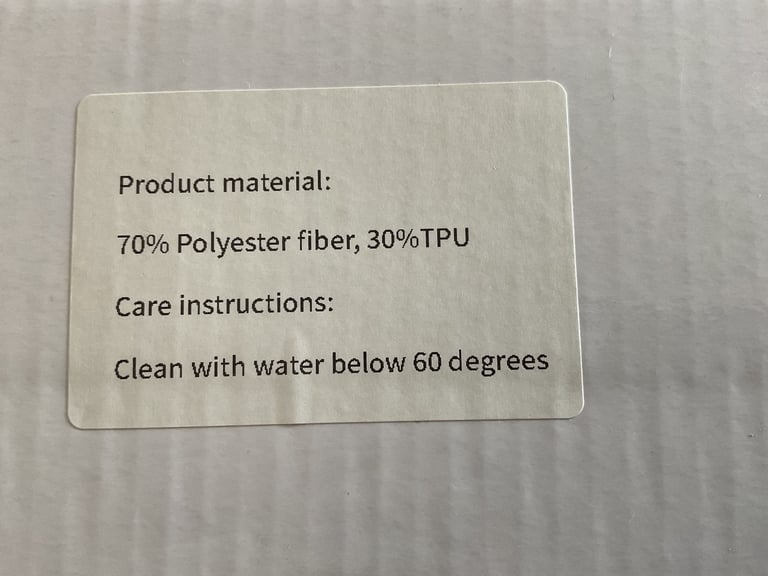 Product material:
70% Polyester fiber, 30%TPU
Care instructions:
Clean with water below 60 degrees